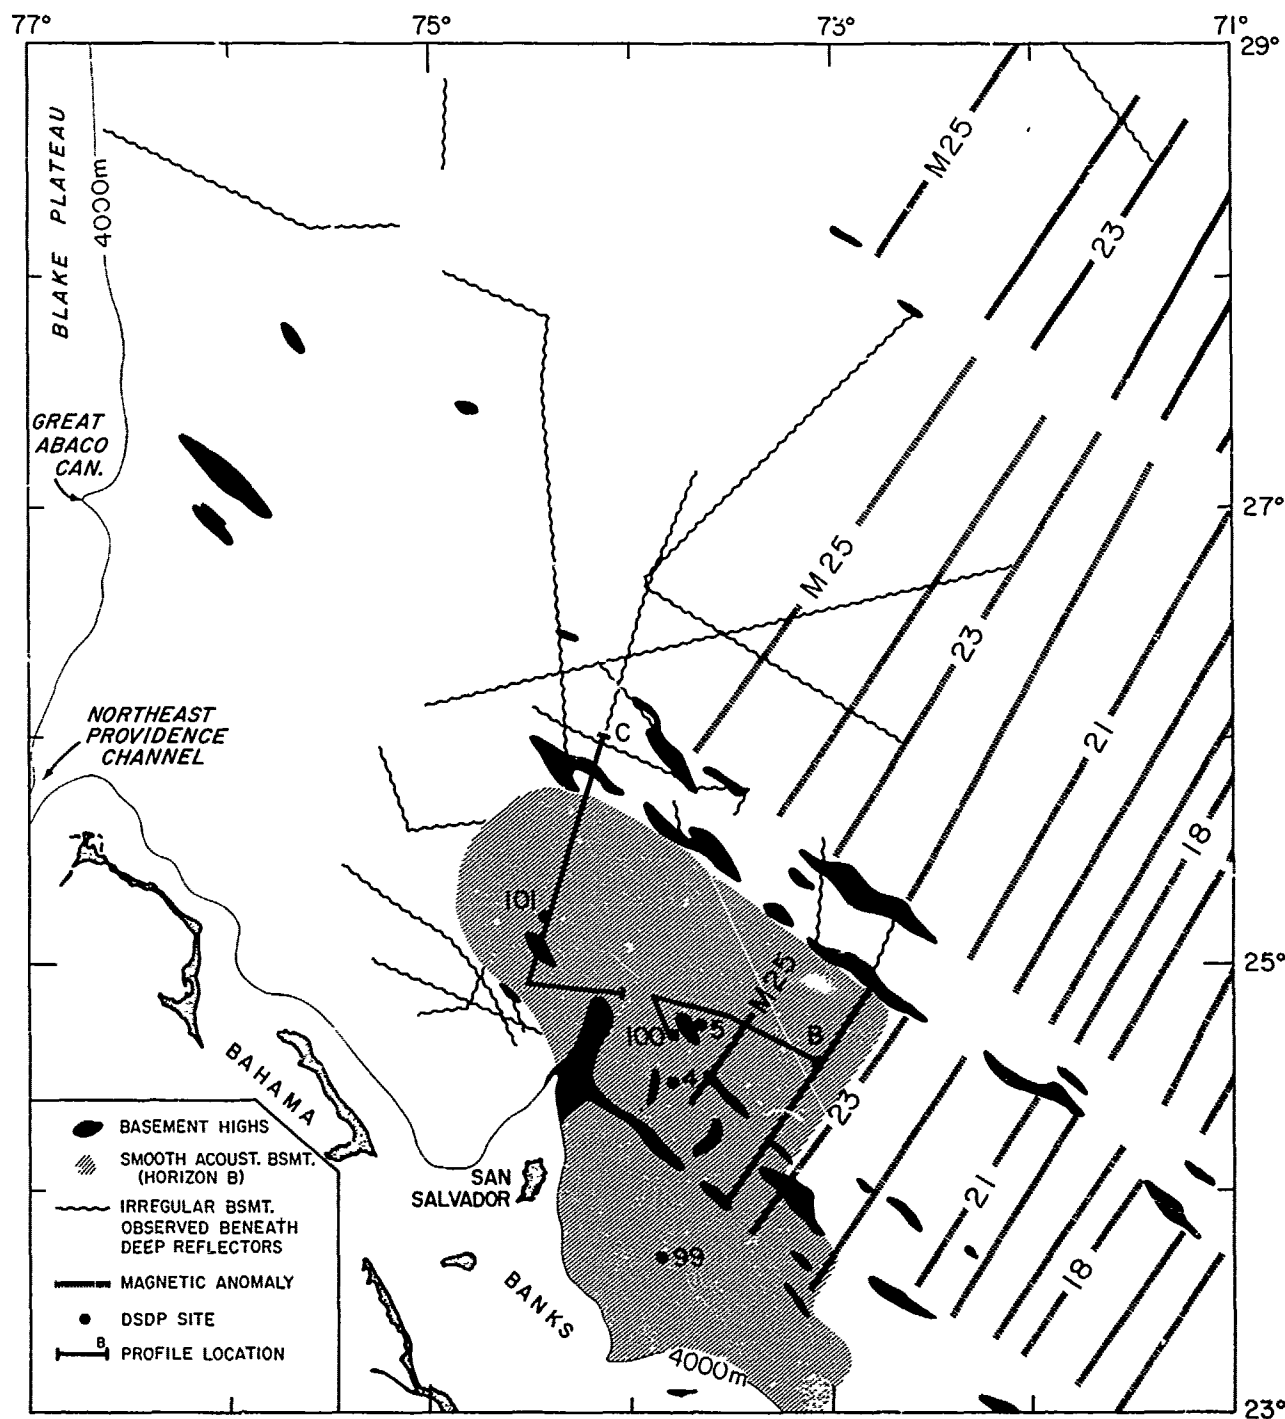 77° 75° 73° 71°
29°
BLAKE PLATEAU
4000m
M25
23
GREAT
ABACO
CAN.
27°
M25
23
21
NORTHEAST
PROVIDENCE
CHANNEL
C
18
101
25°
M25
100
5
B
4
23
BAHAMA
BASEMENT HIGHS
SMOOTH ACOUST. BSMT.
(HORIZON B)
IRREGULAR BSMT.
OBSERVED BENEATH
DEEP REFLECTORS
MAGNETIC ANOMALY
DSDP SITE
B
PROFILE LOCATION
SAN
SALVADOR
21
99
18
BANKS
4000m
23°